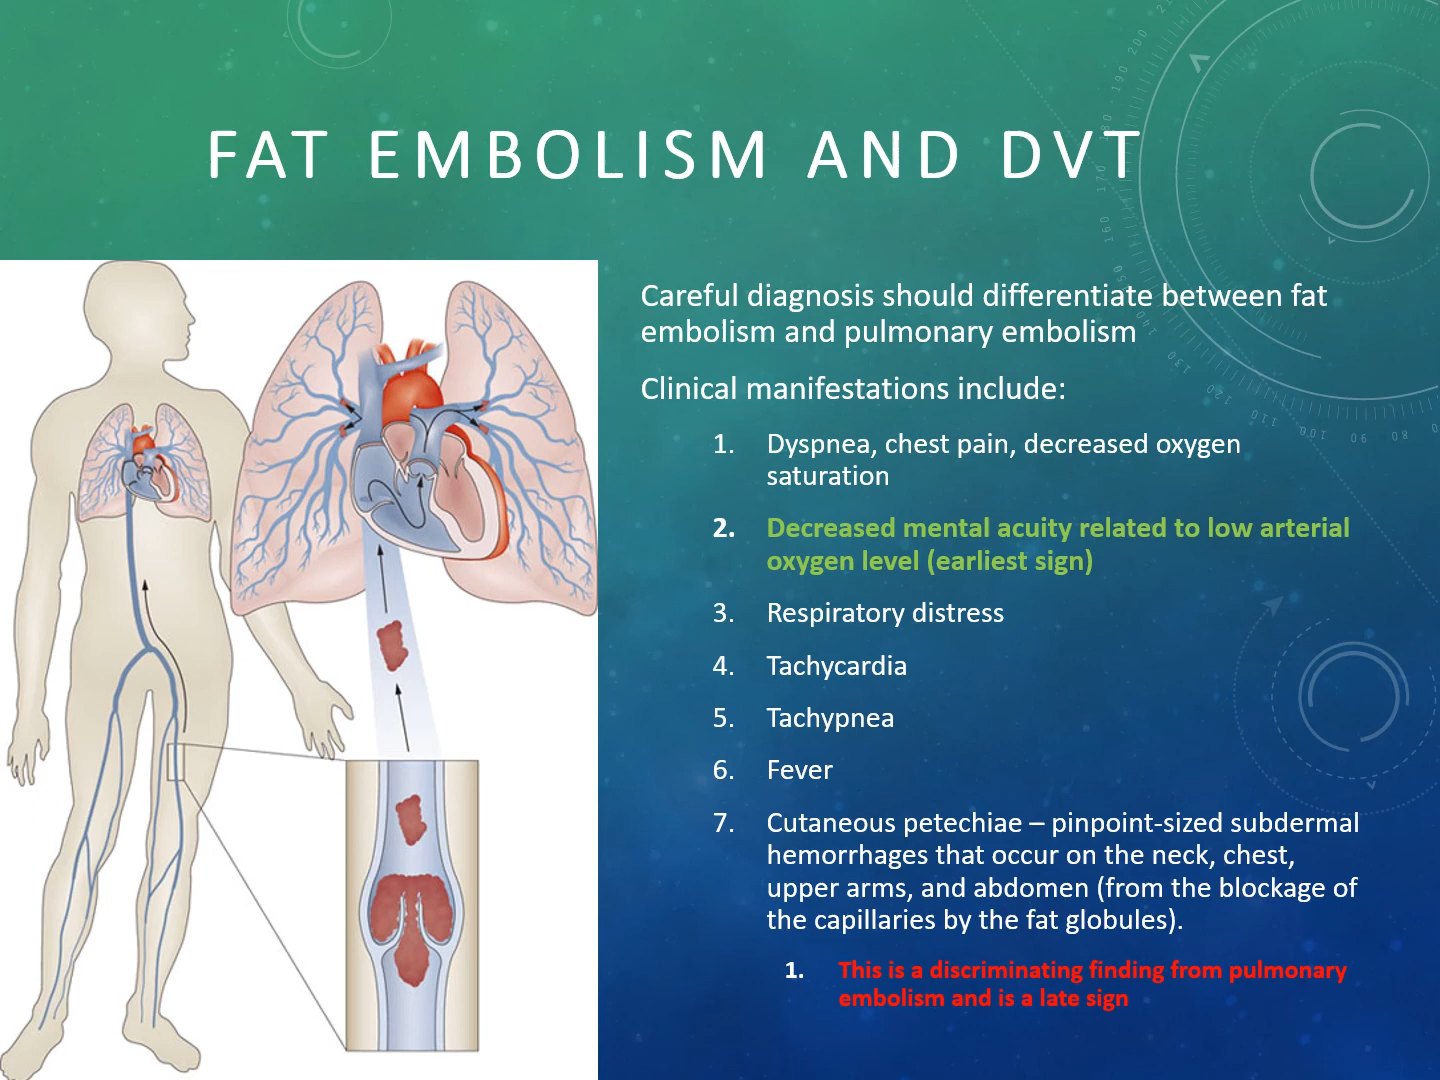 FAT EMBOLISM AND DVT
Careful diagnosis should differentiate between fat
embolism and pulmonary embolism
Clinical manifestations include:
1. Dyspnea, chest pain, decreased oxygen
saturation
2. Decreased mental acuity related to low arterial
oxygen level (earliest sign)
3. Respiratory distress
4. Tachycardia
5. Tachypnea
6. Fever
7. Cutaneous petechiae – pinpoint-sized subdermal
hemorrhages that occur on the neck, chest,
upper arms, and abdomen (from the blockage of
the capillaries by the fat globules).
1. This is a discriminating finding from pulmonary
embolism and is a late sign